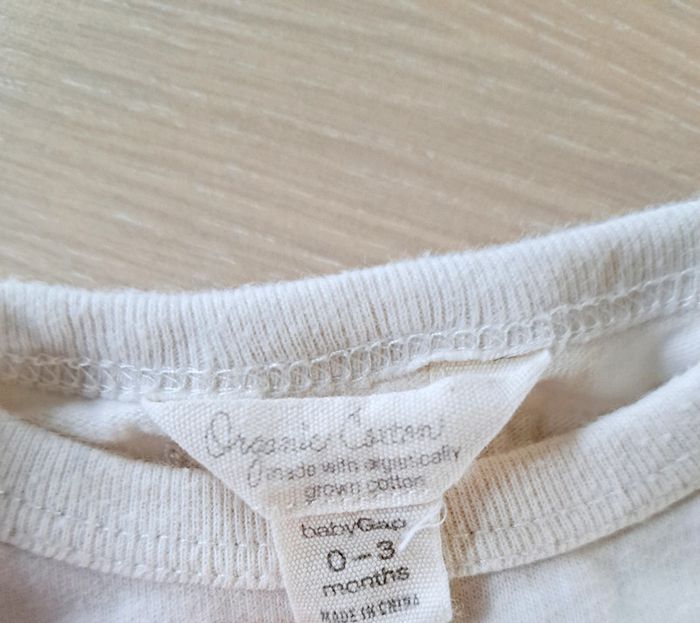 Organic Cotton
made with organically
grown cotton
babyGap
0-3
months
MADE IN CHINA